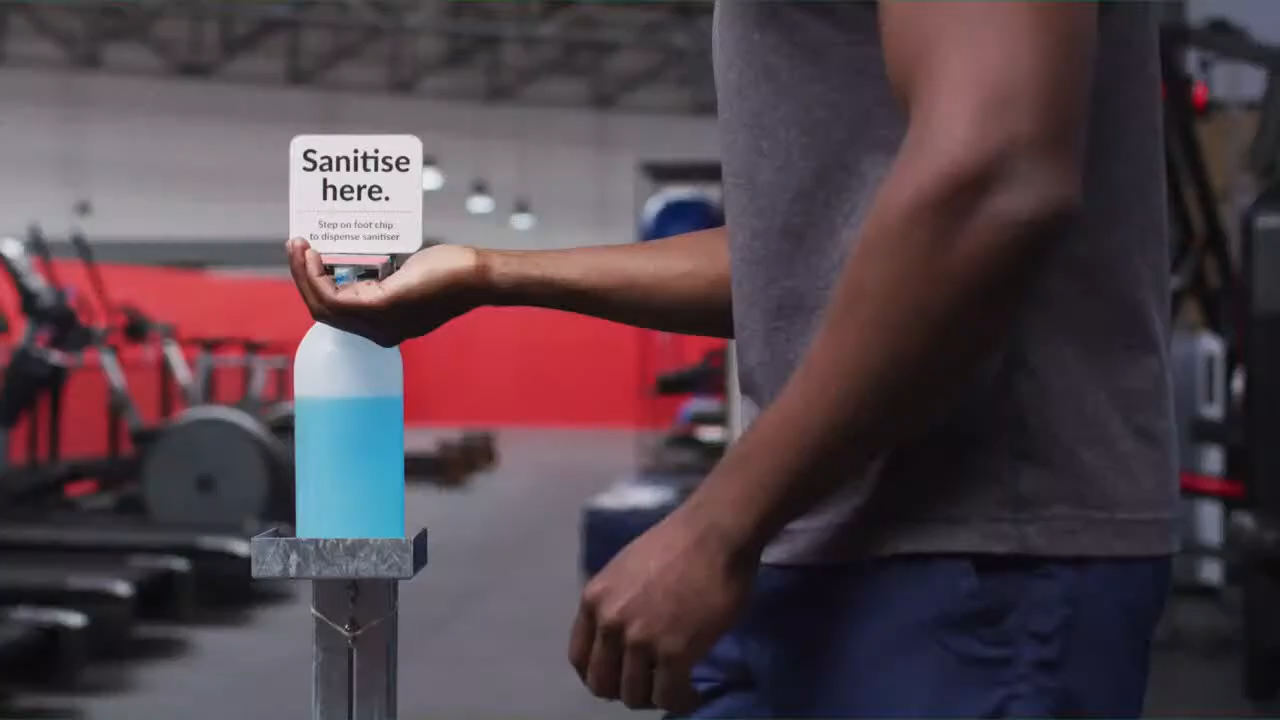 Sanitise
here.
Step on foot chip
to dispense sanitiser